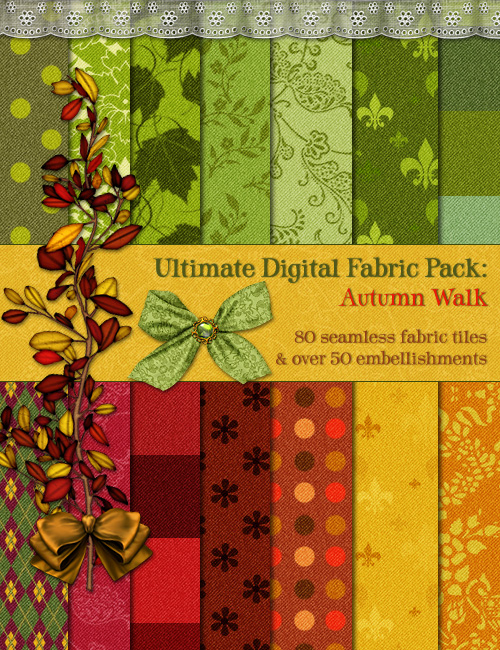 Ultimate Digital Fabric Pack:
Autumn Walk
80 seamless fabric tiles
& over 50 embellishments